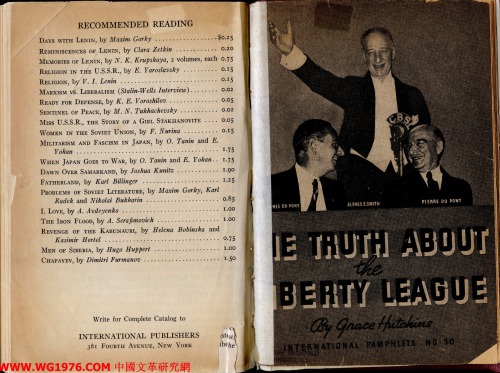 RECOMMENDED READING
DAYS WITH LENIN, by Maxim Gorky $0.25
REMINISCENCES OF LENIN, by Clara Zetkin 0.20
MEMORIES OF LENIN, by N. K. Krupskaya, 2 volumes, each 0.75
RELIGION IN THE U.S.S.R., by E. Yaroslavsky 0.25
RELIGION, by V. I. Lenin 0.15
MARXISM VS. LIBERALISM (Stalin-Wells Interview) 0.02
READY FOR DEFENSE, by K. E. Voroshilov 0.05
SENTINEL OF PEACE, by M. N. Tukhachevsky 0.02
MISS U.S.S.R., THE STORY OF A GIRL STAKHANOVITE 0.05
WOMEN IN THE SOVIET UNION, by F. Nurina 0.15
MILITARISM AND FASCISM IN JAPAN, by O. Tanin and E.
Yohan 1.75
WHEN JAPAN GOES TO WAR, by O. Tanin and E. Yohan 1.75
DAWN OVER SAMARKAND, by Joshua Kunitz 1.90
FATHERLAND, by Karl Billinger 1.25
PROBLEMS OF SOVIET LITERATURE, by Maxim Gorky, Karl
Radek and Nikolai Bukharin 0.85
I LOVE, by A. Avdeyenko 1.00
THE IRON FLOOD, by A. Serafimovich 1.00
REVENGE OF THE KABUNAURI, by Helena Bobinska and
Kasimir Hertel 0.75
MEN OF SIBERIA, by Hugo Huppert 1.00
CHAPAYEV, by Dimitri Furmanov 1.50
Write for Complete Catalog to
INTERNATIONAL PUBLISHERS
381 FOURTH AVENUE, NEW YORK
CBS
ALFRED E. SMITH
PIERRE DU PONT
NEE DU PONT
HE TRUTH ABOUT
the
IBERTY LEAGUE
By Grace Hutchins
INTERNATIONAL PAMPHLETS NO. 50
WWW.WG1976.COM 中國文革研究網